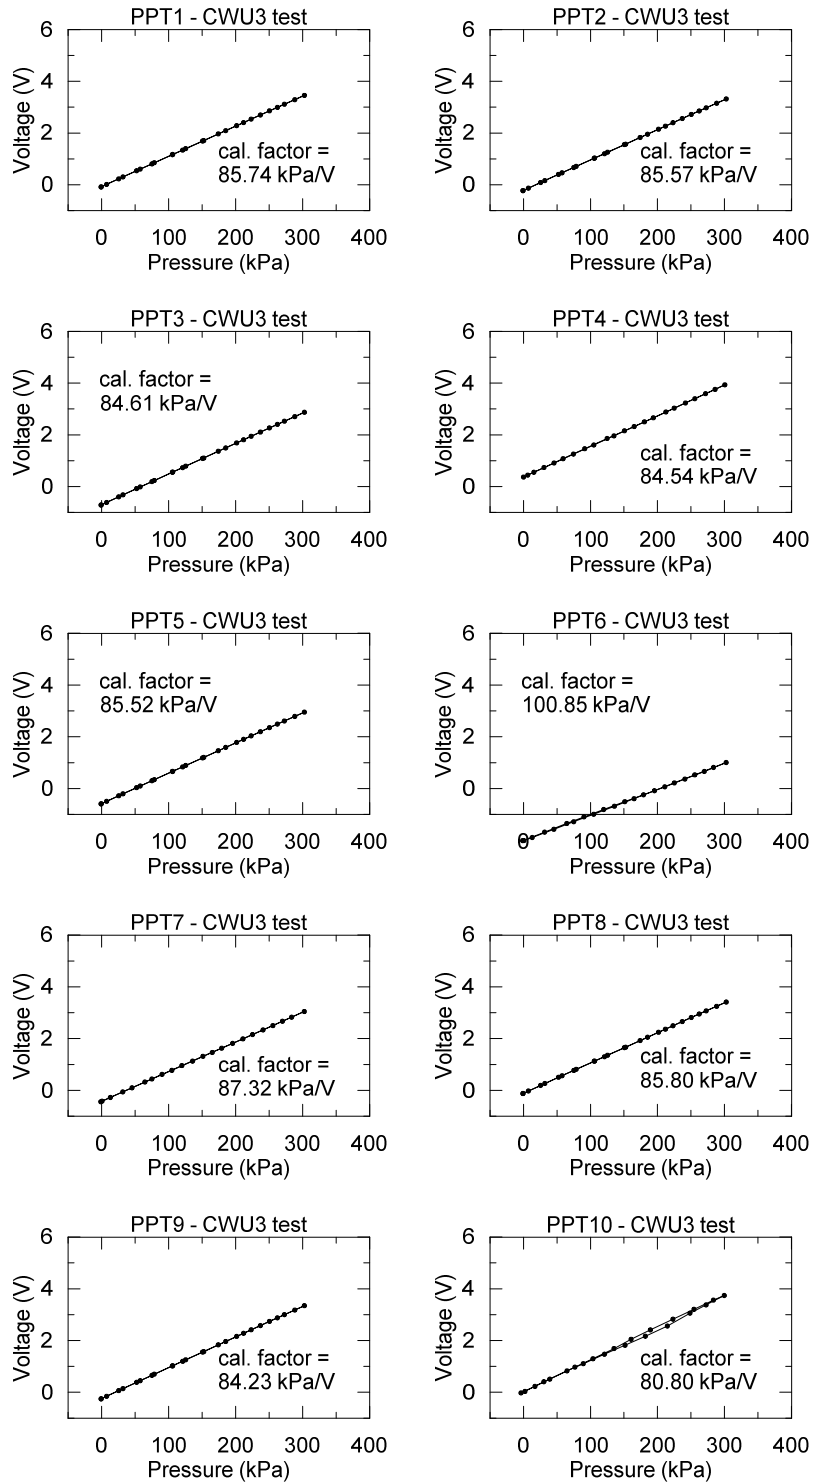 PPT1 - CWU3 test
6
4
2
0
Voltage (V)
cal. factor =
85.74 kPa/V
0 100 200 300 400
Pressure (kPa)
PPT2 - CWU3 test
6
4
2
0
Voltage (V)
cal. factor =
85.57 kPa/V
0 100 200 300 400
Pressure (kPa)
PPT3 - CWU3 test
6
4
2
0
Voltage (V)
cal. factor =
84.61 kPa/V
0 100 200 300 400
Pressure (kPa)
PPT4 - CWU3 test
6
4
2
0
Voltage (V)
cal. factor =
84.54 kPa/V
0 100 200 300 400
Pressure (kPa)
PPT5 - CWU3 test
6
4
2
0
Voltage (V)
cal. factor =
85.52 kPa/V
0 100 200 300 400
Pressure (kPa)
PPT6 - CWU3 test
6
4
2
0
Voltage (V)
cal. factor =
100.85 kPa/V
0 100 200 300 400
Pressure (kPa)
PPT7 - CWU3 test
6
4
2
0
Voltage (V)
cal. factor =
87.32 kPa/V
0 100 200 300 400
Pressure (kPa)
PPT8 - CWU3 test
6
4
2
0
Voltage (V)
cal. factor =
85.80 kPa/V
0 100 200 300 400
Pressure (kPa)
PPT9 - CWU3 test
6
4
2
0
Voltage (V)
cal. factor =
84.23 kPa/V
0 100 200 300 400
Pressure (kPa)
PPT10 - CWU3 test
6
4
2
0
Voltage (V)
cal. factor =
80.80 kPa/V
0 100 200 300 400
Pressure (kPa)